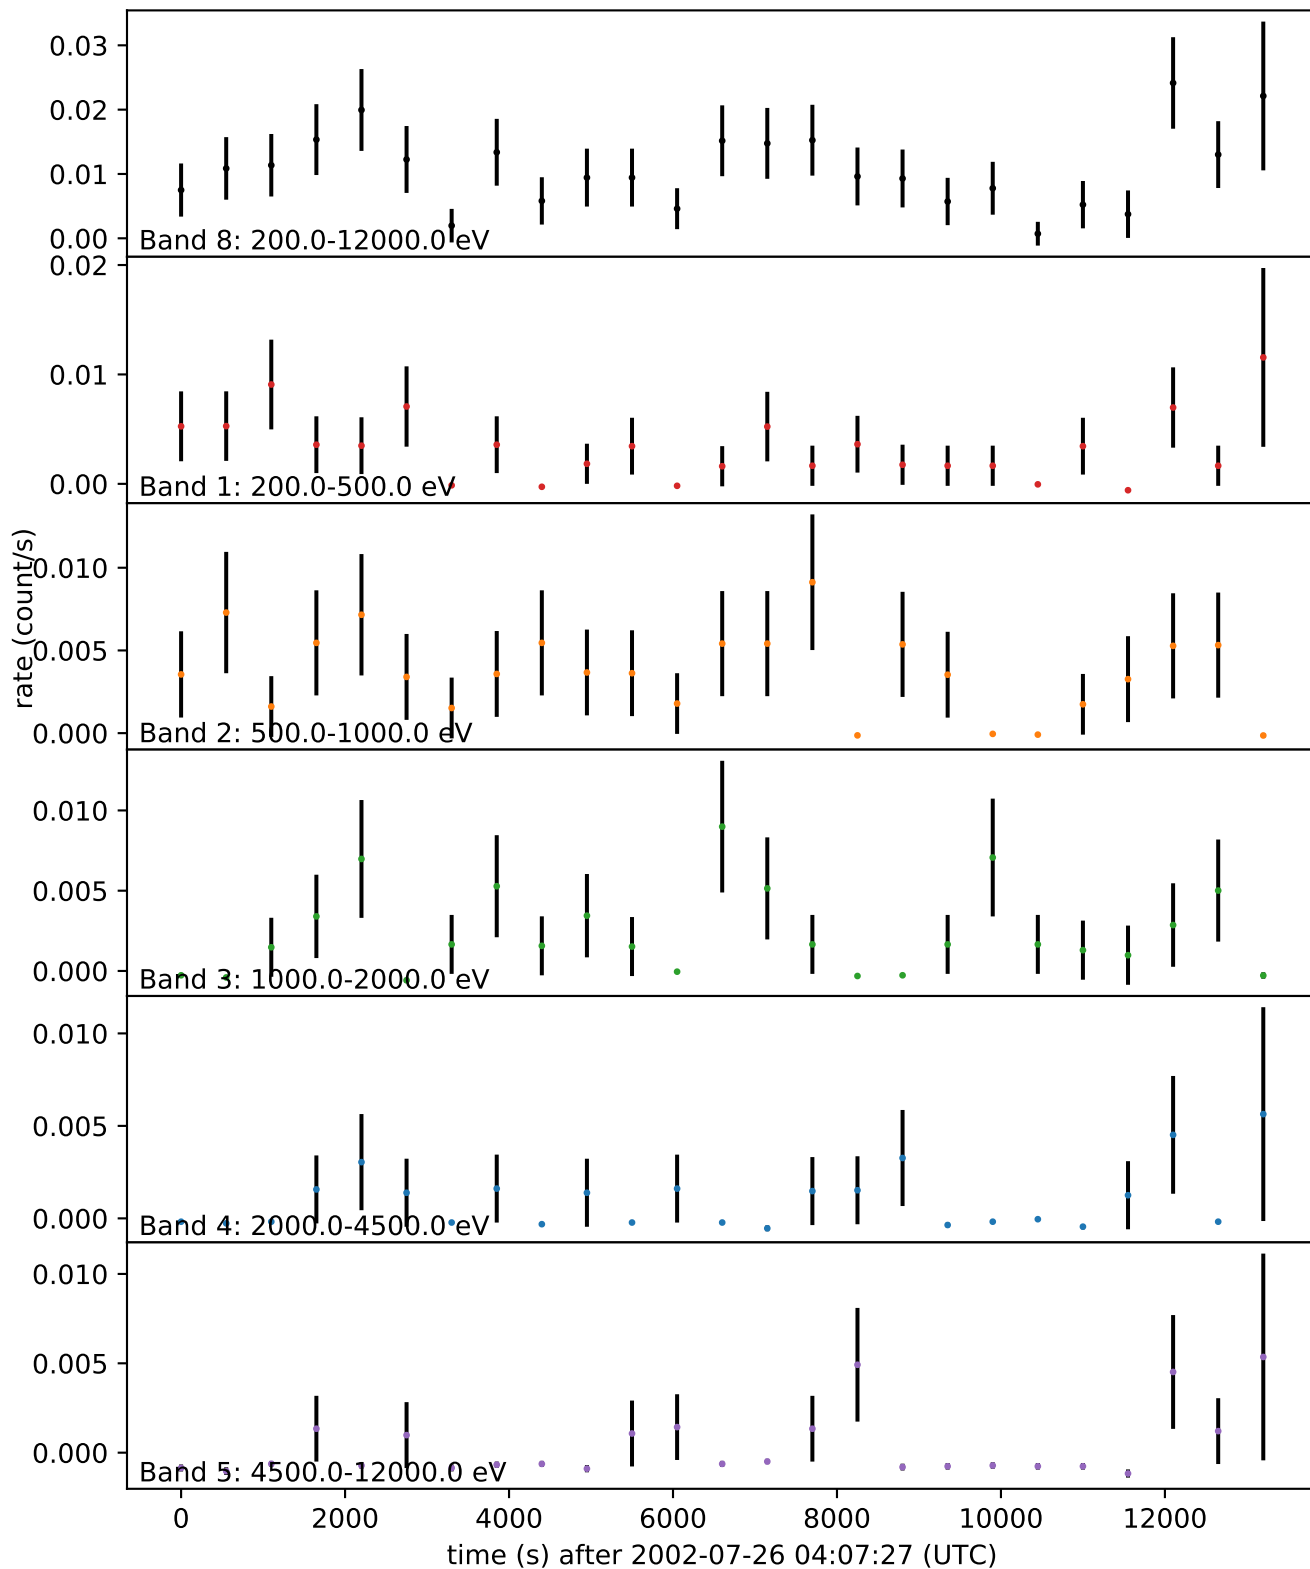 0.03
0.02
0.01
0.00
Band 8: 200.0-12000.0 eV
0.02
0.01
0.00
Band 1: 200.0-500.0 eV
rate (count/s)
0.010
0.005
0.000
Band 2: 500.0-1000.0 eV
0.010
0.005
0.000
Band 3: 1000.0-2000.0 eV
0.010
0.005
0.000
Band 4: 2000.0-4500.0 eV
0.010
0.005
0.000
Band 5: 4500.0-12000.0 eV
0 2000 4000 6000 8000 10000 12000
time (s) after 2002-07-26 04:07:27 (UTC)